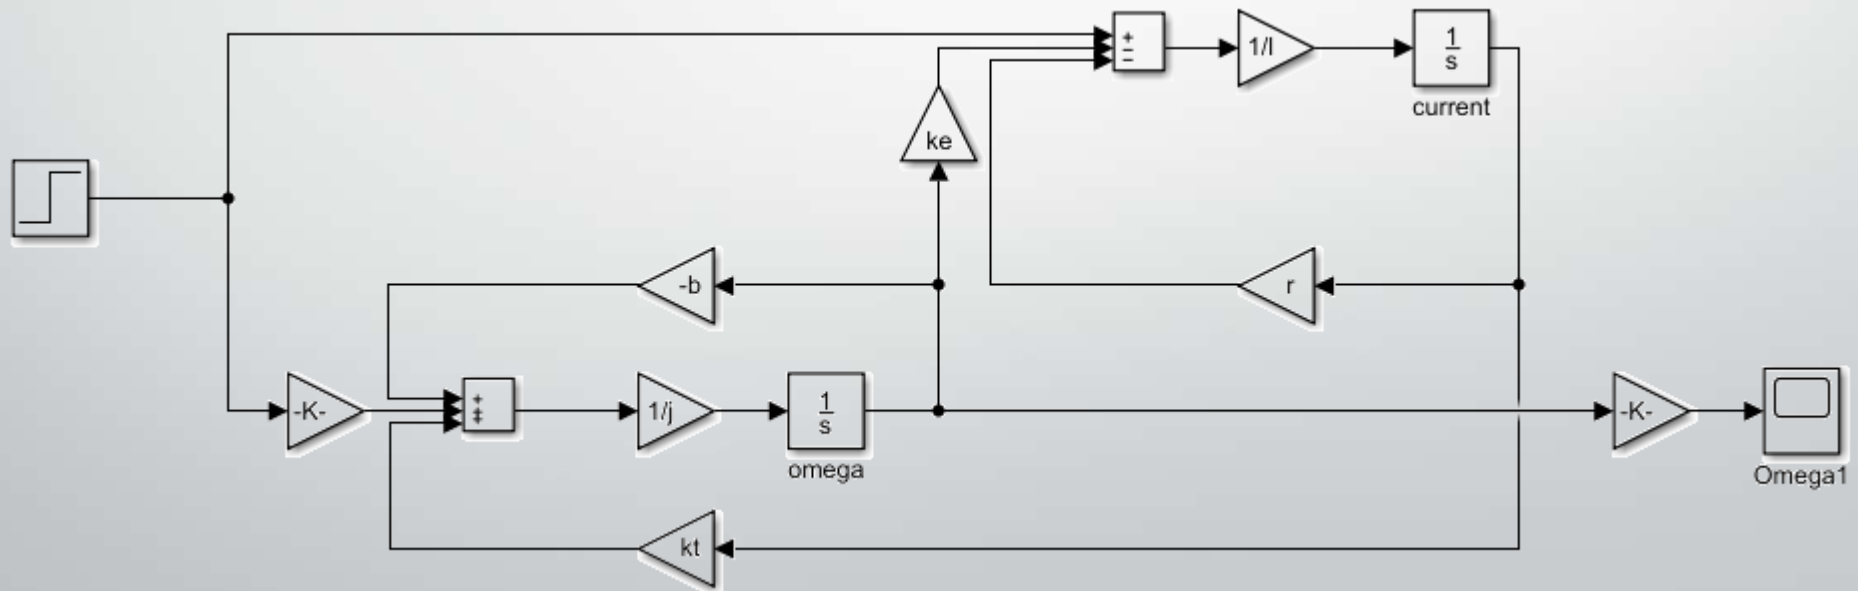 +
−
−
1/l
1
s
current
ke
-b
r
-K-
+
+
+
1/j
1
s
omega
-K-
Omega1
kt